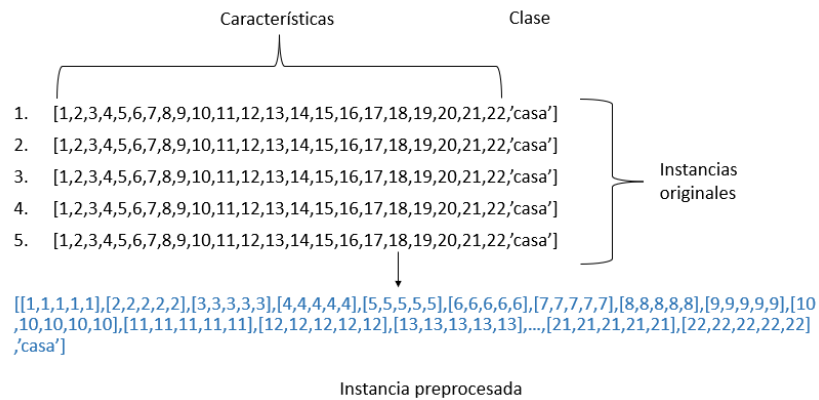 Características
Clase
1. [1,2,3,4,5,6,7,8,9,10,11,12,13,14,15,16,17,18,19,20,21,22,’casa’]
2. [1,2,3,4,5,6,7,8,9,10,11,12,13,14,15,16,17,18,19,20,21,22,’casa’]
3. [1,2,3,4,5,6,7,8,9,10,11,12,13,14,15,16,17,18,19,20,21,22,’casa’]
4. [1,2,3,4,5,6,7,8,9,10,11,12,13,14,15,16,17,18,19,20,21,22,’casa’]
5. [1,2,3,4,5,6,7,8,9,10,11,12,13,14,15,16,17,18,19,20,21,22,’casa’]
Instancias
originales
[[1,1,1,1,1],[2,2,2,2,2],[3,3,3,3,3],[4,4,4,4,4],[5,5,5,5,5],[6,6,6,6,6],[7,7,7,7,7],[8,8,8,8,8],[9,9,9,9,9],[10
,10,10,10,10],[11,11,11,11,11],[12,12,12,12,12],[13,13,13,13,13],...,[21,21,21,21,21],[22,22,22,22,22]
,’casa’]
Instancia preprocesada